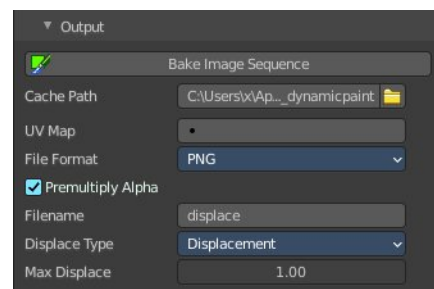 Output
Bake Image Sequence
Cache Path C:\Users\x\Ap..._dynamicpaint
UV Map
File Format PNG
Premultiply Alpha
Filename displace
Displace Type Displacement
Max Displace 1.00